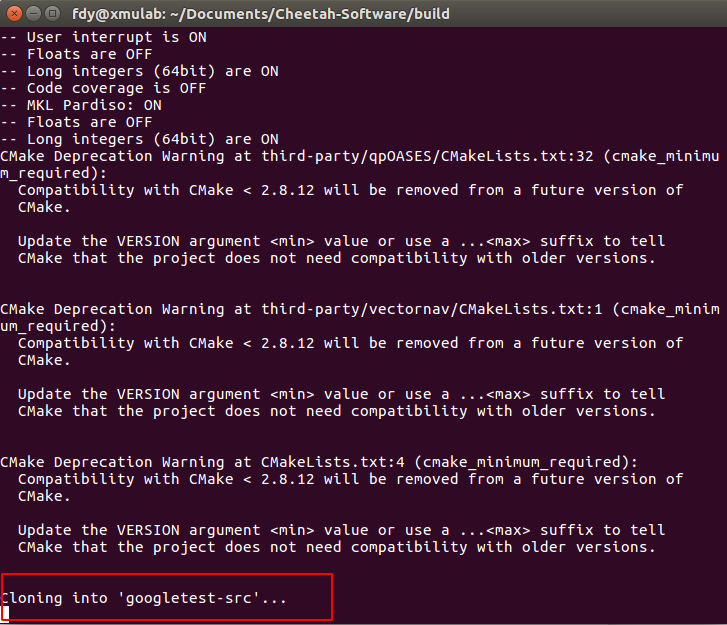 fdy@xmulab: ~/Documents/Cheetah-Software/build
-- User interrupt is ON
-- Floats are OFF
-- Long integers (64bit) are ON
-- Code coverage is OFF
-- MKL Pardiso: ON
-- Floats are OFF
-- Long integers (64bit) are ON
CMake Deprecation Warning at third-party/qpOASES/CMakeLists.txt:32 (cmake_minimu
m_required):
  Compatibility with CMake < 2.8.12 will be removed from a future version of
  CMake.

  Update the VERSION argument <min> value or use a ...<max> suffix to tell
  CMake that the project does not need compatibility with older versions.


CMake Deprecation Warning at third-party/vectornav/CMakeLists.txt:1 (cmake_minim
um_required):
  Compatibility with CMake < 2.8.12 will be removed from a future version of
  CMake.

  Update the VERSION argument <min> value or use a ...<max> suffix to tell
  CMake that the project does not need compatibility with older versions.


CMake Deprecation Warning at CMakeLists.txt:4 (cmake_minimum_required):
  Compatibility with CMake < 2.8.12 will be removed from a future version of
  CMake.

  Update the VERSION argument <min> value or use a ...<max> suffix to tell
  CMake that the project does not need compatibility with older versions.


Cloning into 'googletest-src'...